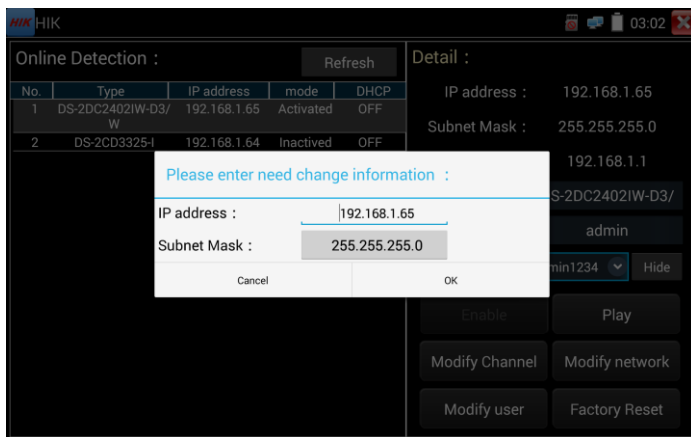 HIK HIK 03:02
Online Detection : Refresh
No. Type IP address mode DHCP
1 DS-2DC2402IW-D3/W 192.168.1.65 Activated OFF
2 DS-2CD3325-I 192.168.1.64 Inactived OFF
Detail :
IP address : 192.168.1.65
Subnet Mask : 255.255.255.0
192.168.1.1
S-2DC2402IW-D3/
admin
min1234 Hide
Enable Play
Modify Channel Modify network
Modify user Factory Reset
Please enter need change information :
IP address : 192.168.1.65
Subnet Mask : 255.255.255.0
Cancel OK